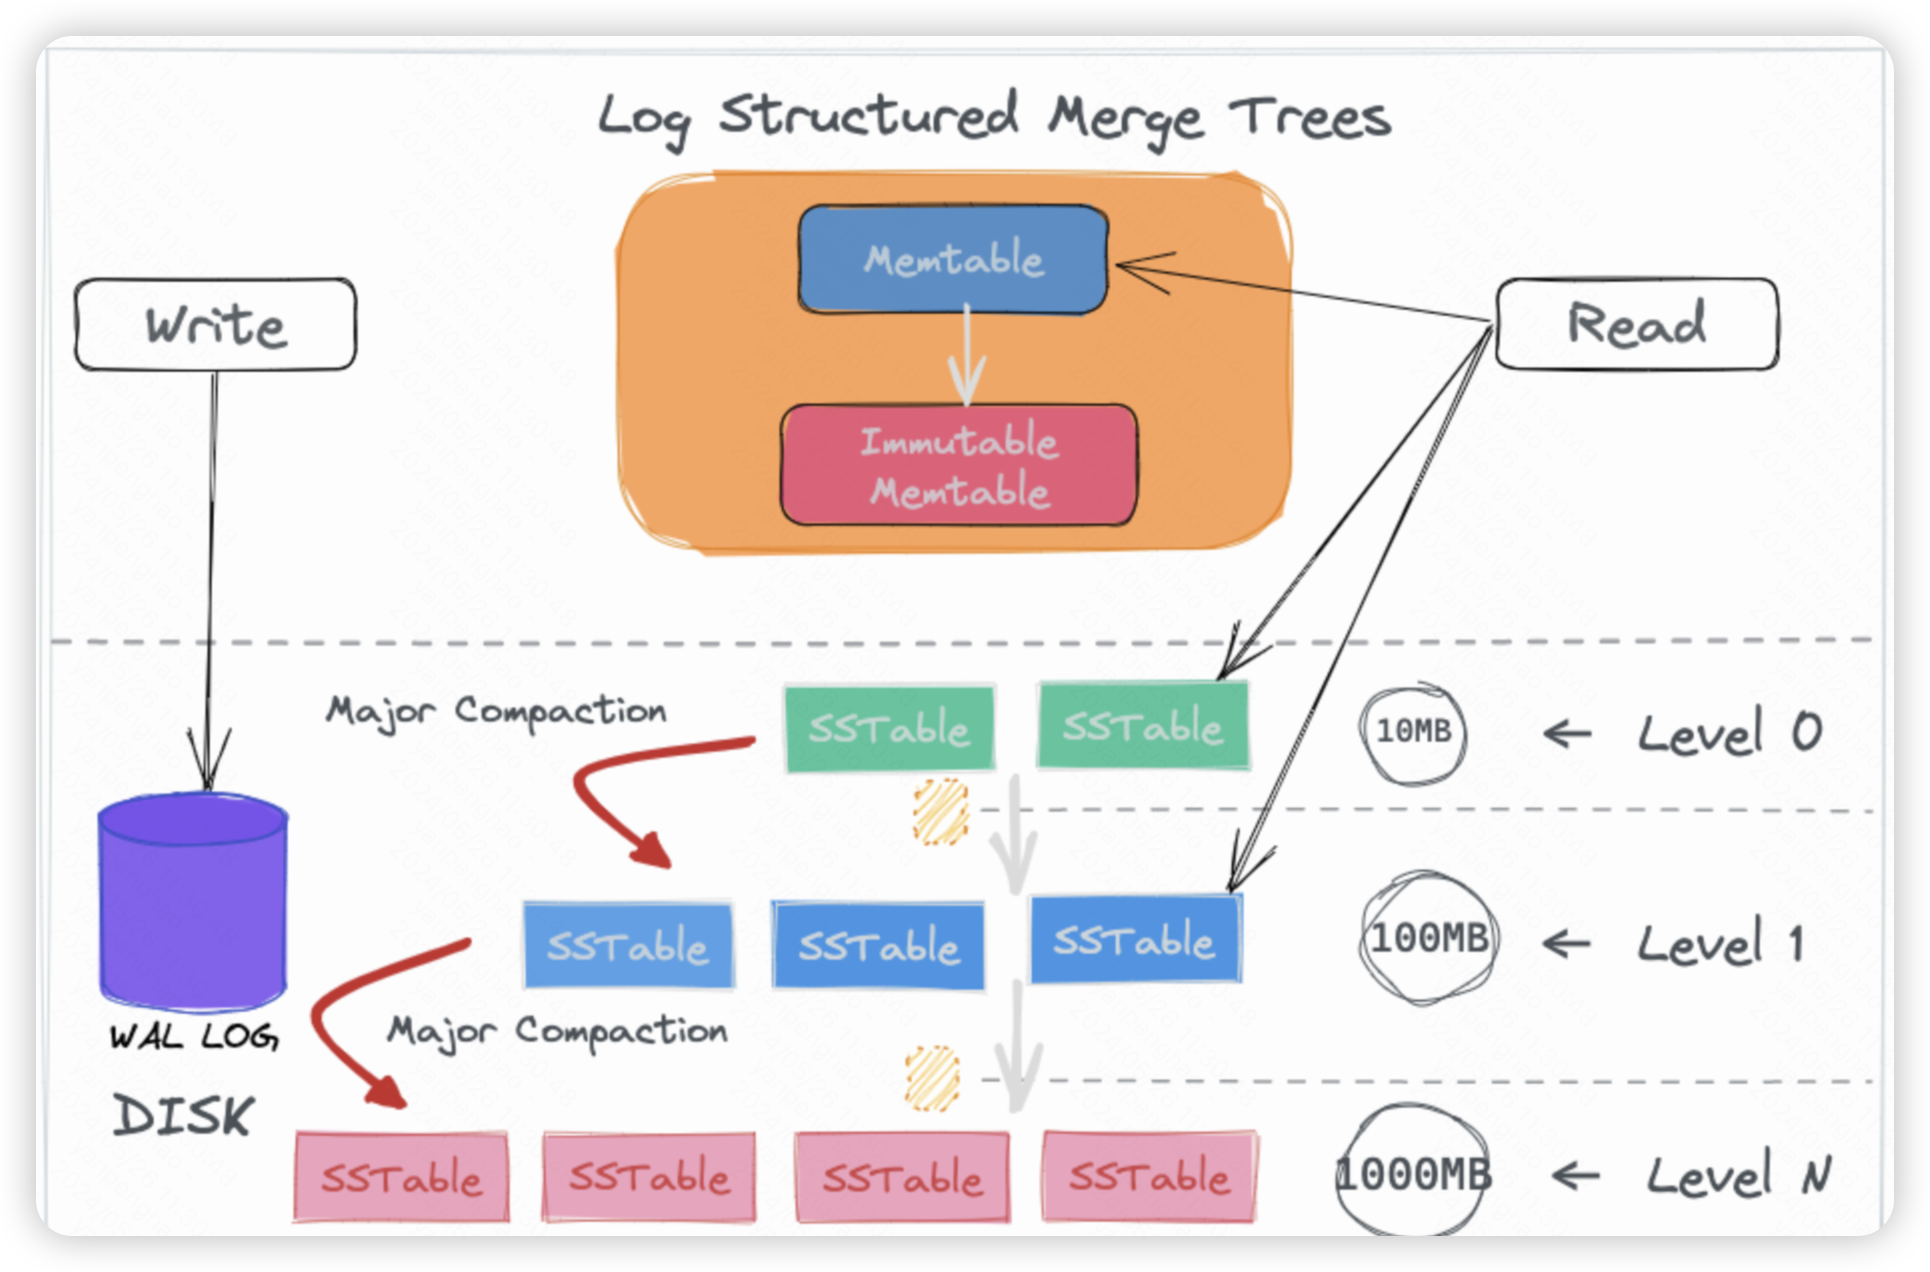 Log Structured Merge Trees
Memtable
Write
Read
Immutable
Memtable
Major Compaction
SSTable
SSTable
10MB
← Level 0
SSTable
SSTable
SSTable
100MB
← Level 1
WAL LOG
Major Compaction
DISK
SSTable
SSTable
SSTable
SSTable
1000MB
← Level N